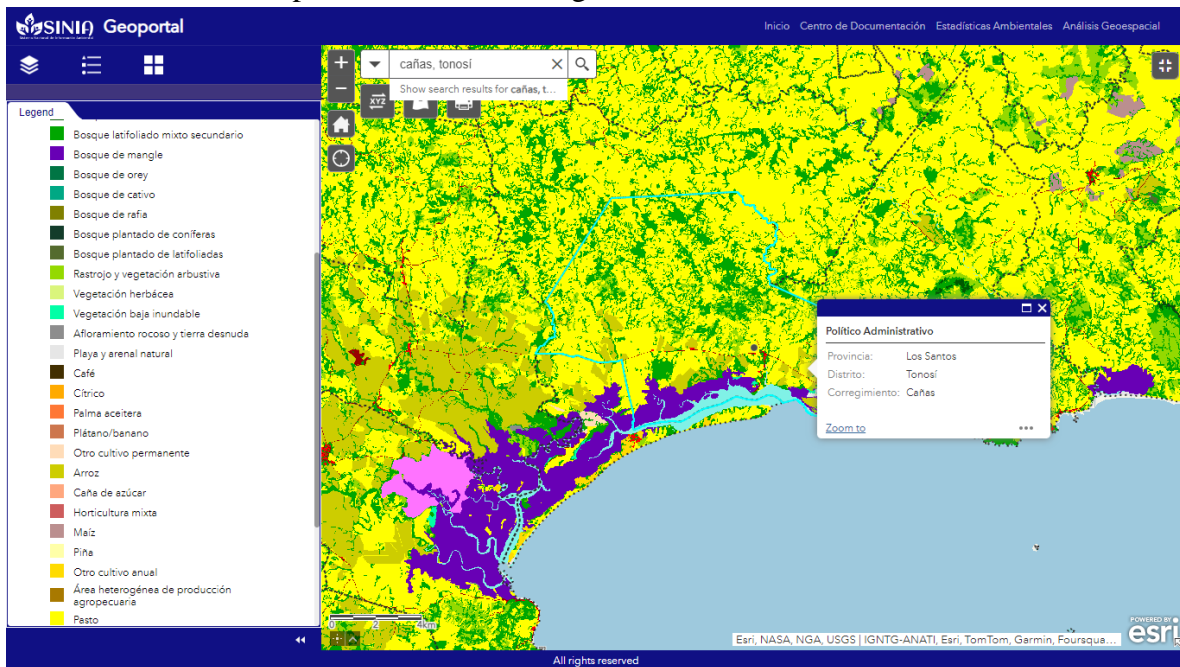 SINIA Geoportal
Inicio Centro de Documentación Estadísticas Ambientales Análisis Geoespacial
cañas, tonosí
Show search results for cañas, t...
XYZ
Legend
Bosque latifoliado mixto secundario
Bosque de mangle
Bosque de orey
Bosque de cativo
Bosque de rafia
Bosque plantado de coníferas
Bosque plantado de latifoliadas
Rastrojo y vegetación arbustiva
Vegetación herbácea
Vegetación baja inundable
Afloramiento rocoso y tierra desnuda
Playa y arenal natural
Café
Cítrico
Palma aceitera
Plátano/banano
Otro cultivo permanente
Arroz
Caña de azúcar
Horticultura mixta
Maíz
Piña
Otro cultivo anual
Área heterogénea de producción
agropecuaria
Pasto
Político Administrativo
Provincia: Los Santos
Distrito: Tonosí
Corregimiento: Cañas
Zoom to
0 2 4km
Esri, NASA, NGA, USGS | IGNTG-ANATI, Esri, TomTom, Garmin, Foursqua...
POWERED BY
esri
All rights reserved